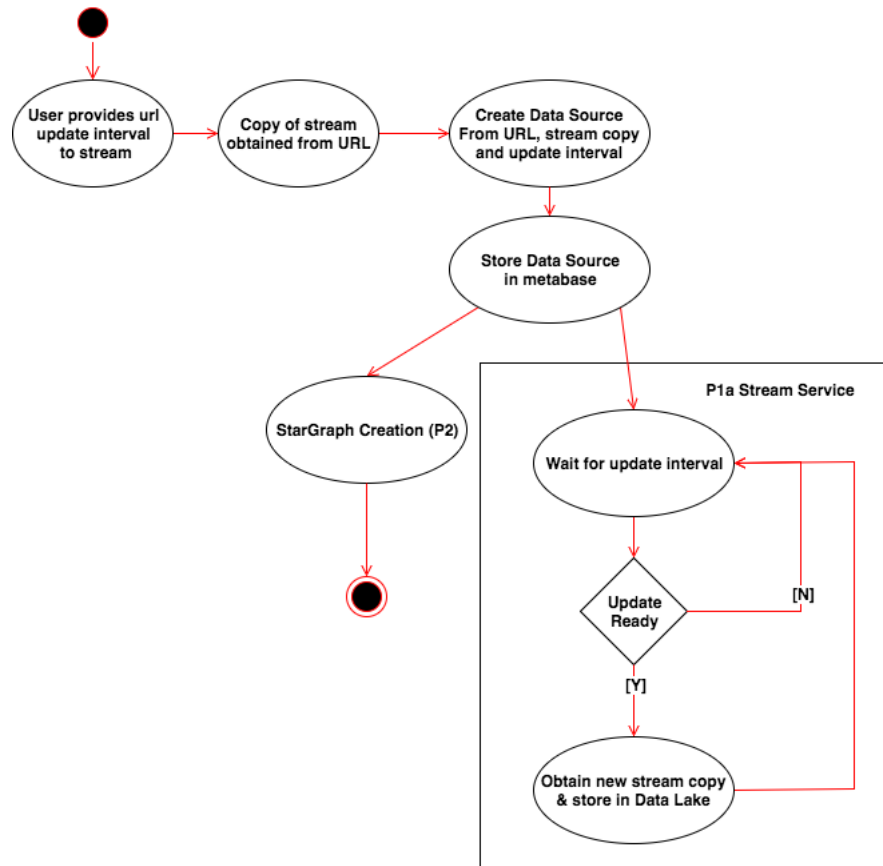 User provides url
update interval
to stream
Copy of stream
obtained from URL
Create Data Source
From URL, stream copy
and update interval
Store Data Source
in metabase
P1a Stream Service
StarGraph Creation (P2)
Wait for update interval
Update
Ready
[N]
[Y]
Obtain new stream copy
& store in Data Lake